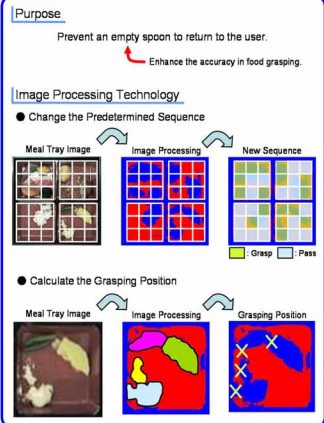 Purpose
Prevent an empty spoon to return to the user.
Enhance the accuracy in food grasping.
Image Processing Technology
● Change the Predetermined Sequence
Meal Tray Image Image Processing New Sequence
: Grasp : Pass
● Calculate the Grasping Position
Meal Tray Image Image Processing Grasping Position